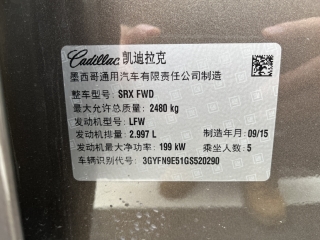 Cadillac 凯迪拉克
墨西哥通用汽车有限责任公司制造
整车型号: SRX FWD
最大允许总质量: 2480 kg
发动机型号: LFW
发动机排量: 2.997 L 制造年月 09/15
发动机最大净功率: 199 kW 乘坐人数 5
车辆识别代号: 3GYFN9E51GS520290